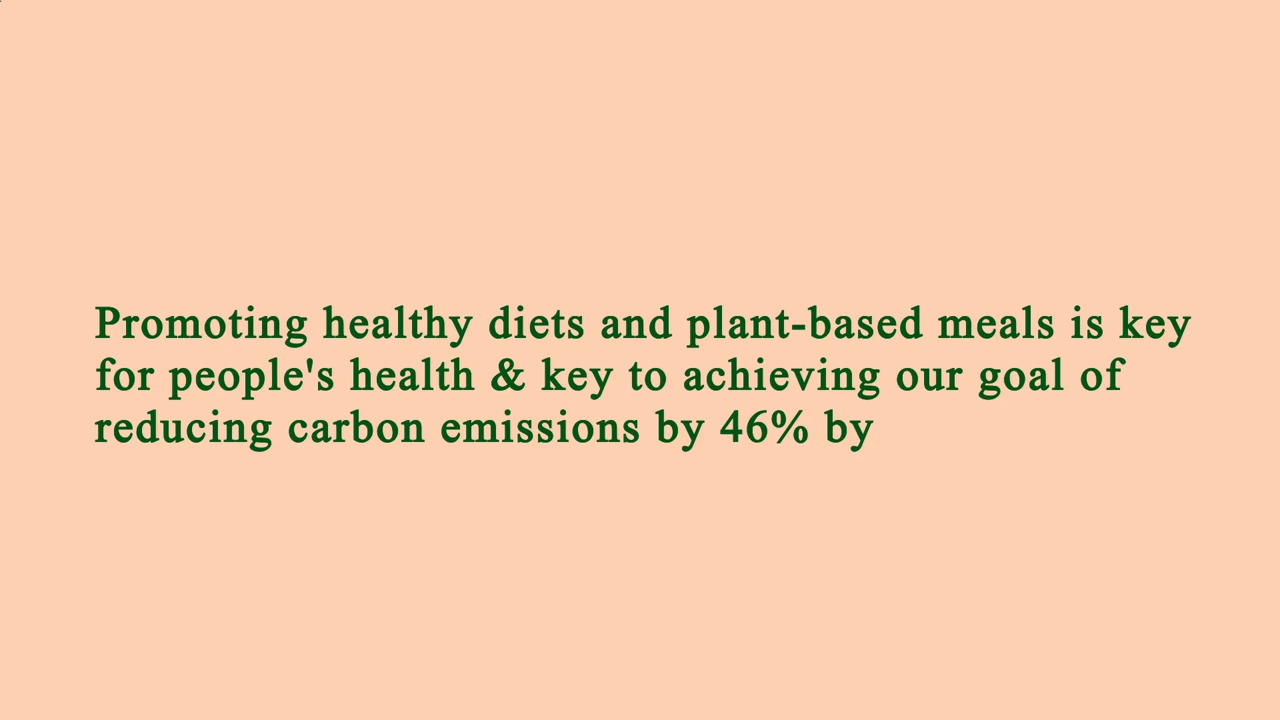 Promoting healthy diets and plant-based meals is key
for people's health & key to achieving our goal of
reducing carbon emissions by 46% by